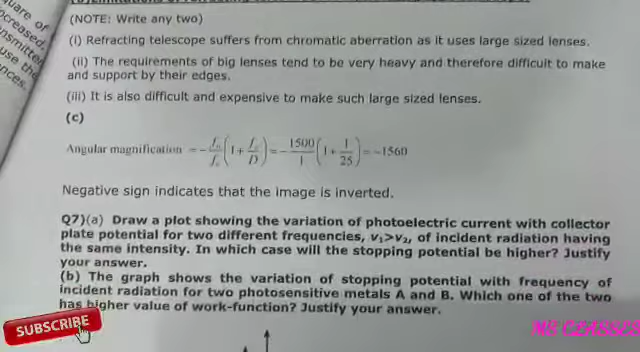 (NOTE: Write any two)
(i) Refracting telescope suffers from chromatic aberration as it uses large sized lenses.
(ii) The requirements of big lenses tend to be very heavy and therefore difficult to make
and support by their edges.
(iii) It is also difficult and expensive to make such large sized lenses.
(c)
Angular magnification = -fₒ/fₑ(1+fₑ/D) = -1500/1(1+1/25) = -1560
Negative sign indicates that the image is inverted.
Q7)(a) Draw a plot showing the variation of photoelectric current with collector
plate potential for two different frequencies, v₁>v₂, of incident radiation having
the same intensity. In which case will the stopping potential be higher? Justify
your answer.
(b) The graph shows the variation of stopping potential with frequency of
incident radiation for two photosensitive metals A and B. Which one of the two
has higher value of work-function? Justify your answer.
SUBSCRIBE